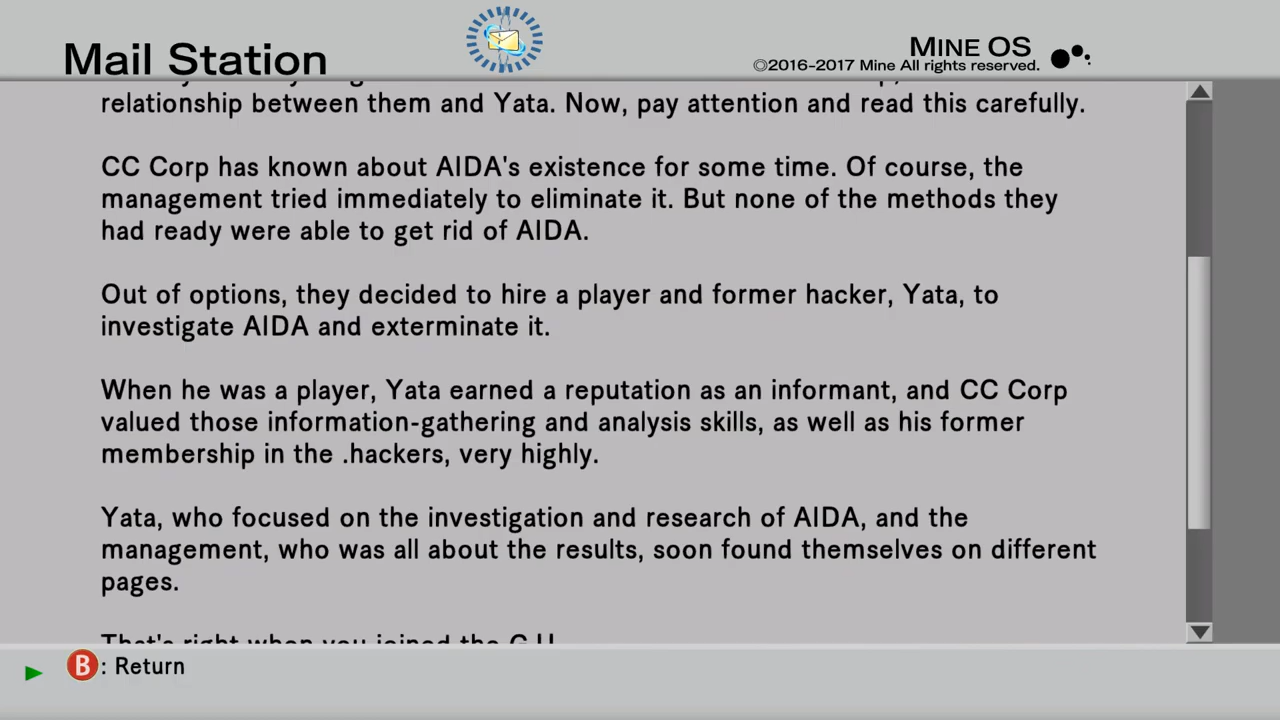 Mail Station
MINE OS
©2016-2017 Mine All rights reserved.
relationship between them and Yata. Now, pay attention and read this carefully.
CC Corp has known about AIDA's existence for some time. Of course, the
management tried immediately to eliminate it. But none of the methods they
had ready were able to get rid of AIDA.
Out of options, they decided to hire a player and former hacker, Yata, to
investigate AIDA and exterminate it.
When he was a player, Yata earned a reputation as an informant, and CC Corp
valued those information-gathering and analysis skills, as well as his former
membership in the .hackers, very highly.
Yata, who focused on the investigation and research of AIDA, and the
management, who was all about the results, soon found themselves on different
pages.
That's right when you joined the G.U.
B: Return